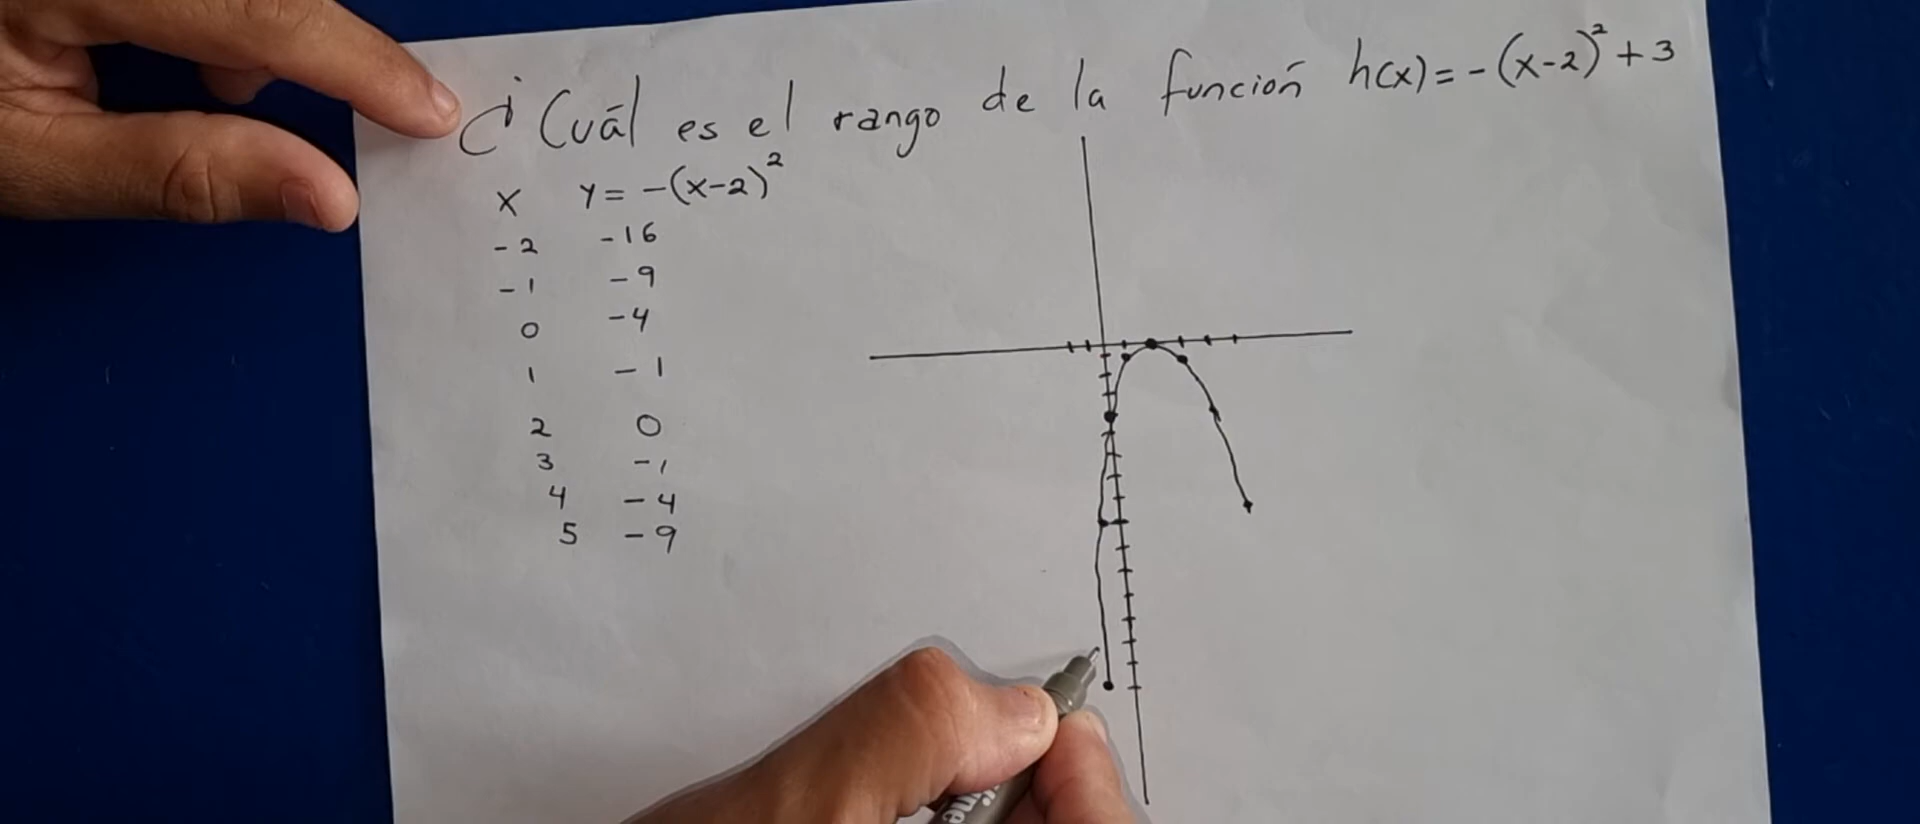 ¿Cuál es el rango de la función h(x)=-(x-2)²+3
x y=-(x-2)²
-2 -16
-1 -9
0 -4
1 -1
2 0
3 -1
4 -4
5 -9
ine